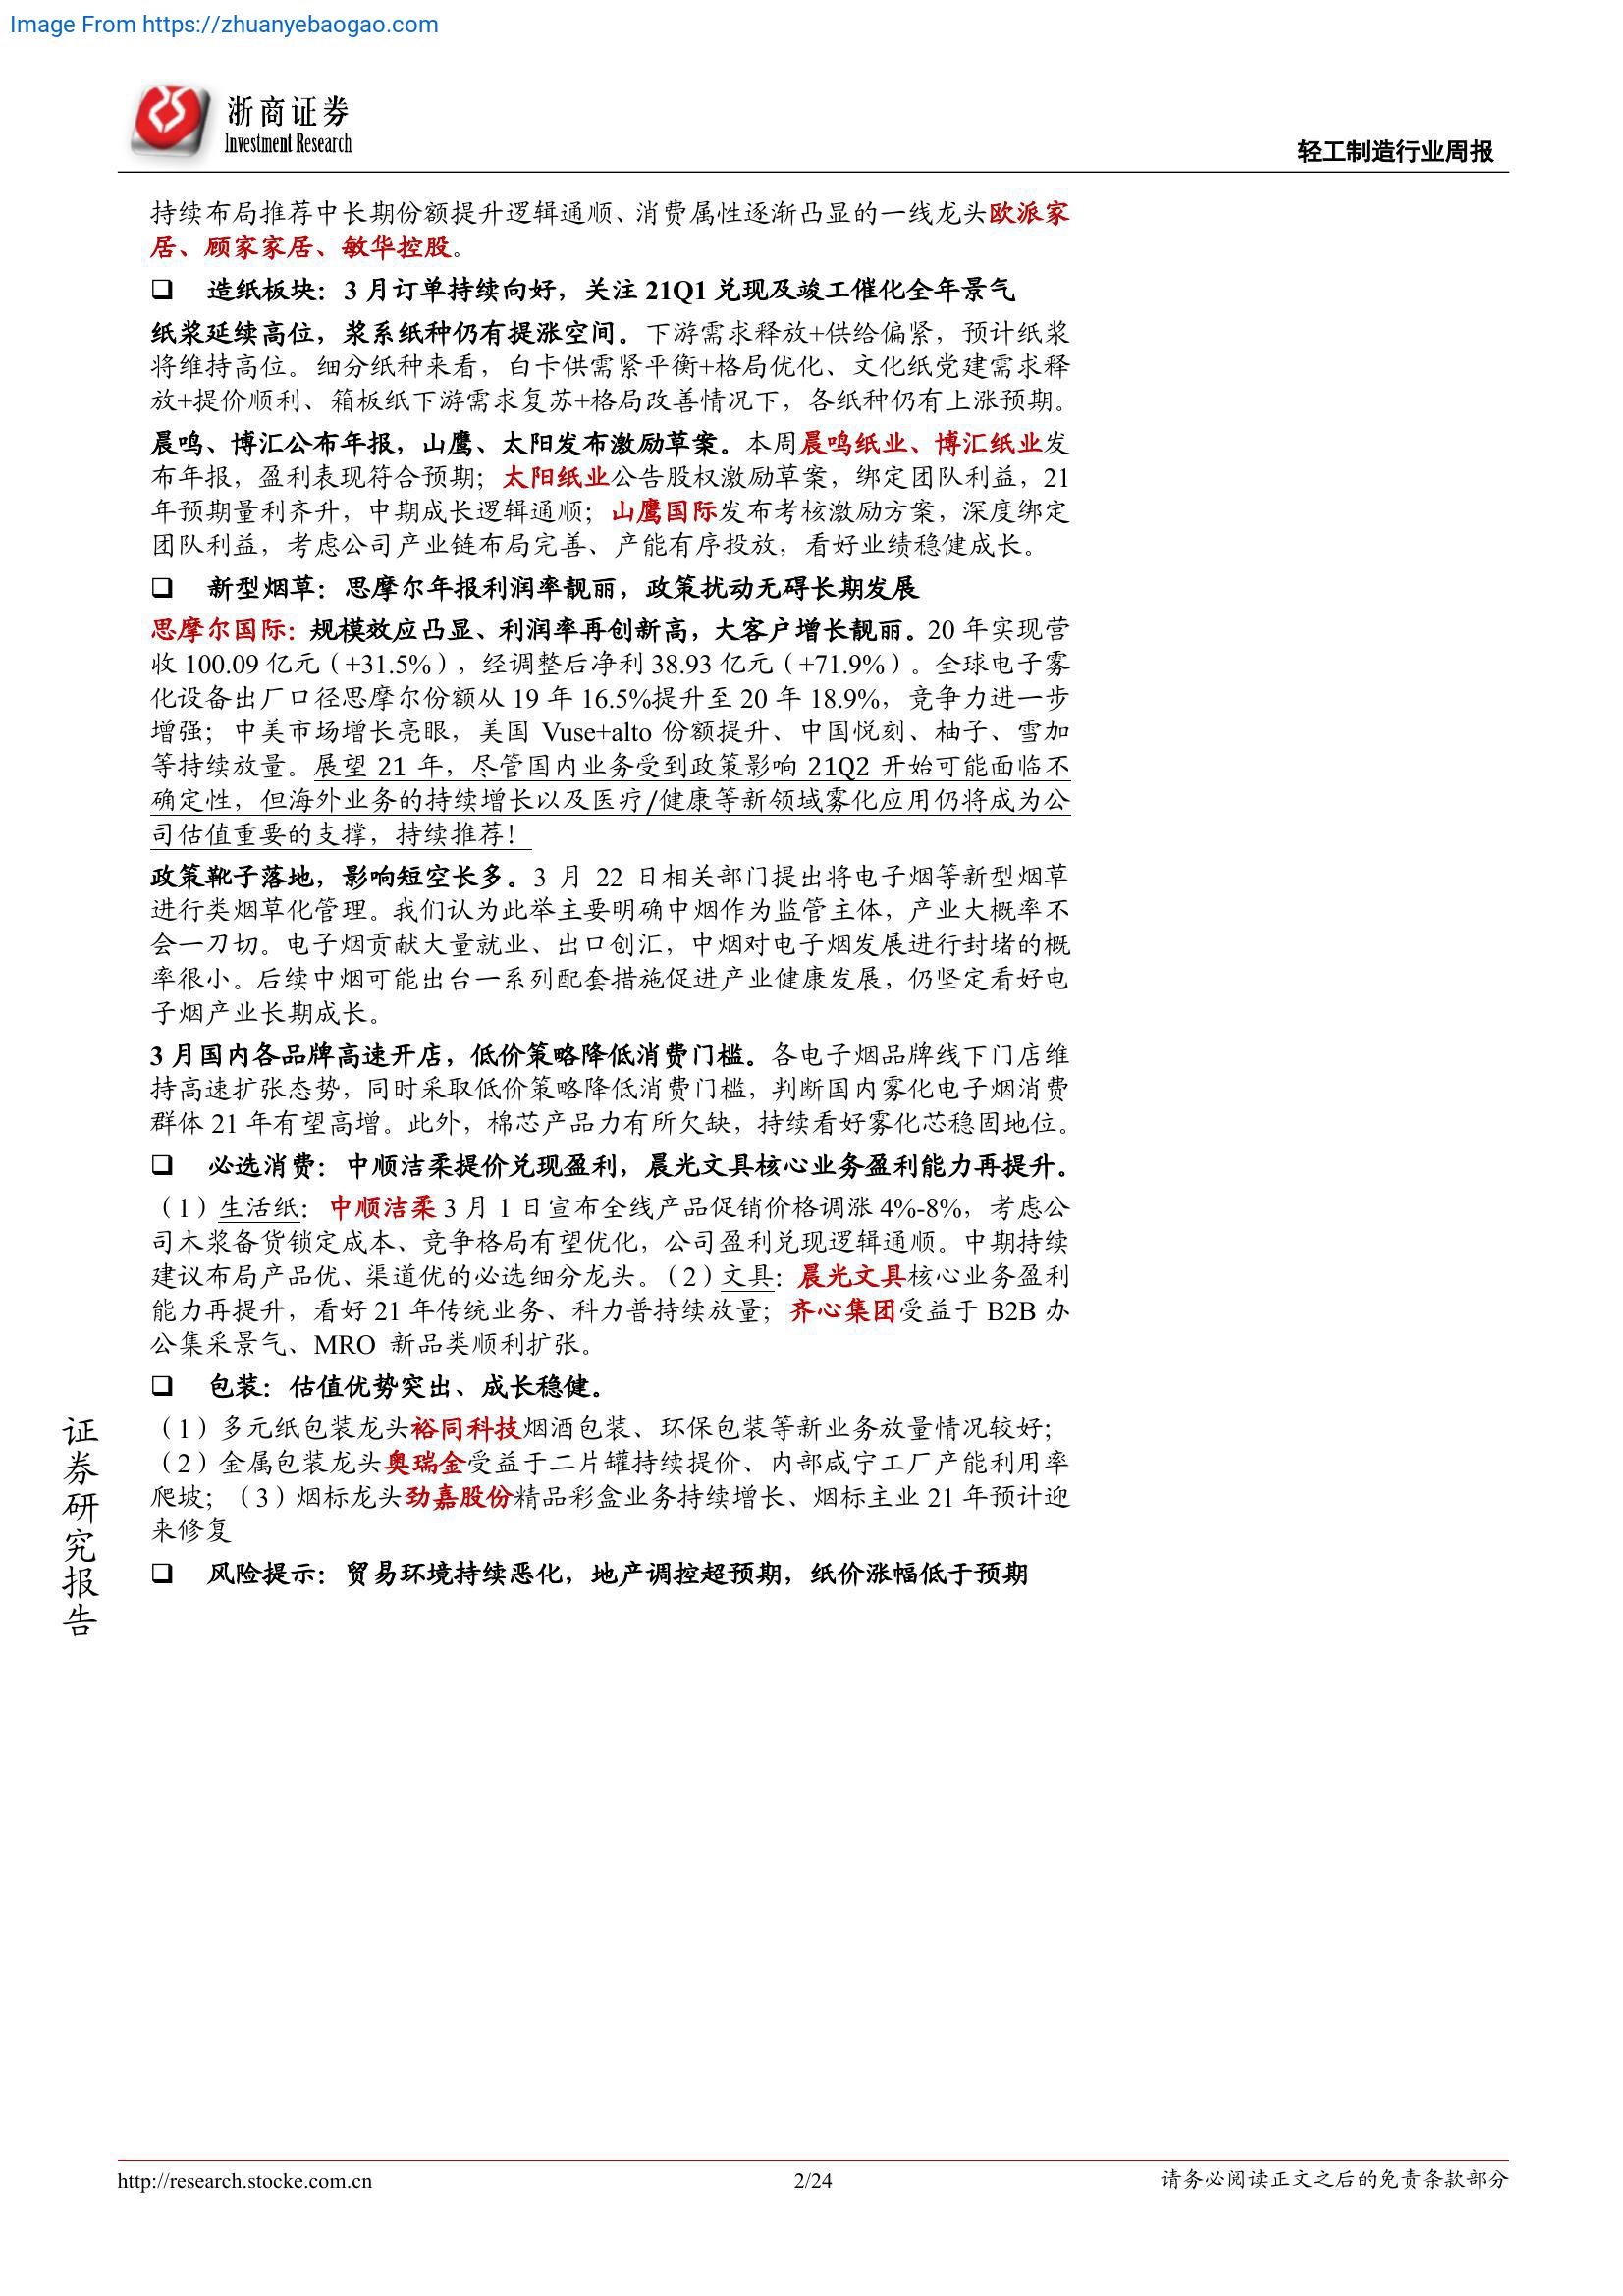 Image From https://zhuanyebaogao.com
浙商证券
Investment Research
轻工制造行业周报
持续布局推荐中长期份额提升逻辑通顺、消费属性逐渐凸显的一线龙头欧派家
居、顾家家居、敏华控股。
❑ 造纸板块：3 月订单持续向好，关注 21Q1 兑现及竣工催化全年景气
纸浆延续高位，浆系纸种仍有提涨空间。下游需求释放+供给偏紧，预计纸浆
将维持高位。细分纸种来看，白卡供需紧平衡+格局优化、文化纸党建需求释
放+提价顺利、箱板纸下游需求复苏+格局改善情况下，各纸种仍有上涨预期。
晨鸣、博汇公布年报，山鹰、太阳发布激励草案。本周晨鸣纸业、博汇纸业发
布年报，盈利表现符合预期；太阳纸业公告股权激励草案，绑定团队利益，21
年预期量利齐升，中期成长逻辑通顺；山鹰国际发布考核激励方案，深度绑定
团队利益，考虑公司产业链布局完善、产能有序投放，看好业绩稳健成长。
❑ 新型烟草：思摩尔年报利润率靓丽，政策扰动无碍长期发展
思摩尔国际：规模效应凸显、利润率再创新高，大客户增长靓丽。20 年实现营
收 100.09 亿元（+31.5%），经调整后净利 38.93 亿元（+71.9%）。全球电子雾
化设备出厂口径思摩尔份额从 19 年 16.5%提升至 20 年 18.9%，竞争力进一步
增强；中美市场增长亮眼，美国 Vuse+alto 份额提升、中国悦刻、柚子、雪加
等持续放量。展望 21 年，尽管国内业务受到政策影响 21Q2 开始可能面临不
确定性，但海外业务的持续增长以及医疗/健康等新领域雾化应用仍将成为公
司估值重要的支撑，持续推荐！
政策靴子落地，影响短空长多。3 月 22 日相关部门提出将电子烟等新型烟草
进行类烟草化管理。我们认为此举主要明确中烟作为监管主体，产业大概率不
会一刀切。电子烟贡献大量就业、出口创汇，中烟对电子烟发展进行封堵的概
率很小。后续中烟可能出台一系列配套措施促进产业健康发展，仍坚定看好电
子烟产业长期成长。
3 月国内各品牌高速开店，低价策略降低消费门槛。各电子烟品牌线下门店维
持高速扩张态势，同时采取低价策略降低消费门槛，判断国内雾化电子烟消费
群体 21 年有望高增。此外，棉芯产品力有所欠缺，持续看好雾化芯稳固地位。
❑ 必选消费：中顺洁柔提价兑现盈利，晨光文具核心业务盈利能力再提升。
（1）生活纸：中顺洁柔 3 月 1 日宣布全线产品促销价格调涨 4%-8%，考虑公
司木浆备货锁定成本、竞争格局有望优化，公司盈利兑现逻辑通顺。中期持续
建议布局产品优、渠道优的必选细分龙头。（2）文具：晨光文具核心业务盈利
能力再提升，看好 21 年传统业务、科力普持续放量；齐心集团受益于 B2B 办
公集采景气、MRO 新品类顺利扩张。
❑ 包装：估值优势突出、成长稳健。
（1）多元纸包装龙头裕同科技烟酒包装、环保包装等新业务放量情况较好；
（2）金属包装龙头奥瑞金受益于二片罐持续提价、内部咸宁工厂产能利用率
爬坡；（3）烟标龙头劲嘉股份精品彩盒业务持续增长、烟标主业 21 年预计迎
来修复
❑ 风险提示：贸易环境持续恶化，地产调控超预期，纸价涨幅低于预期
证券研究报告
http://research.stocke.com.cn
2/24
请务必阅读正文之后的免责条款部分